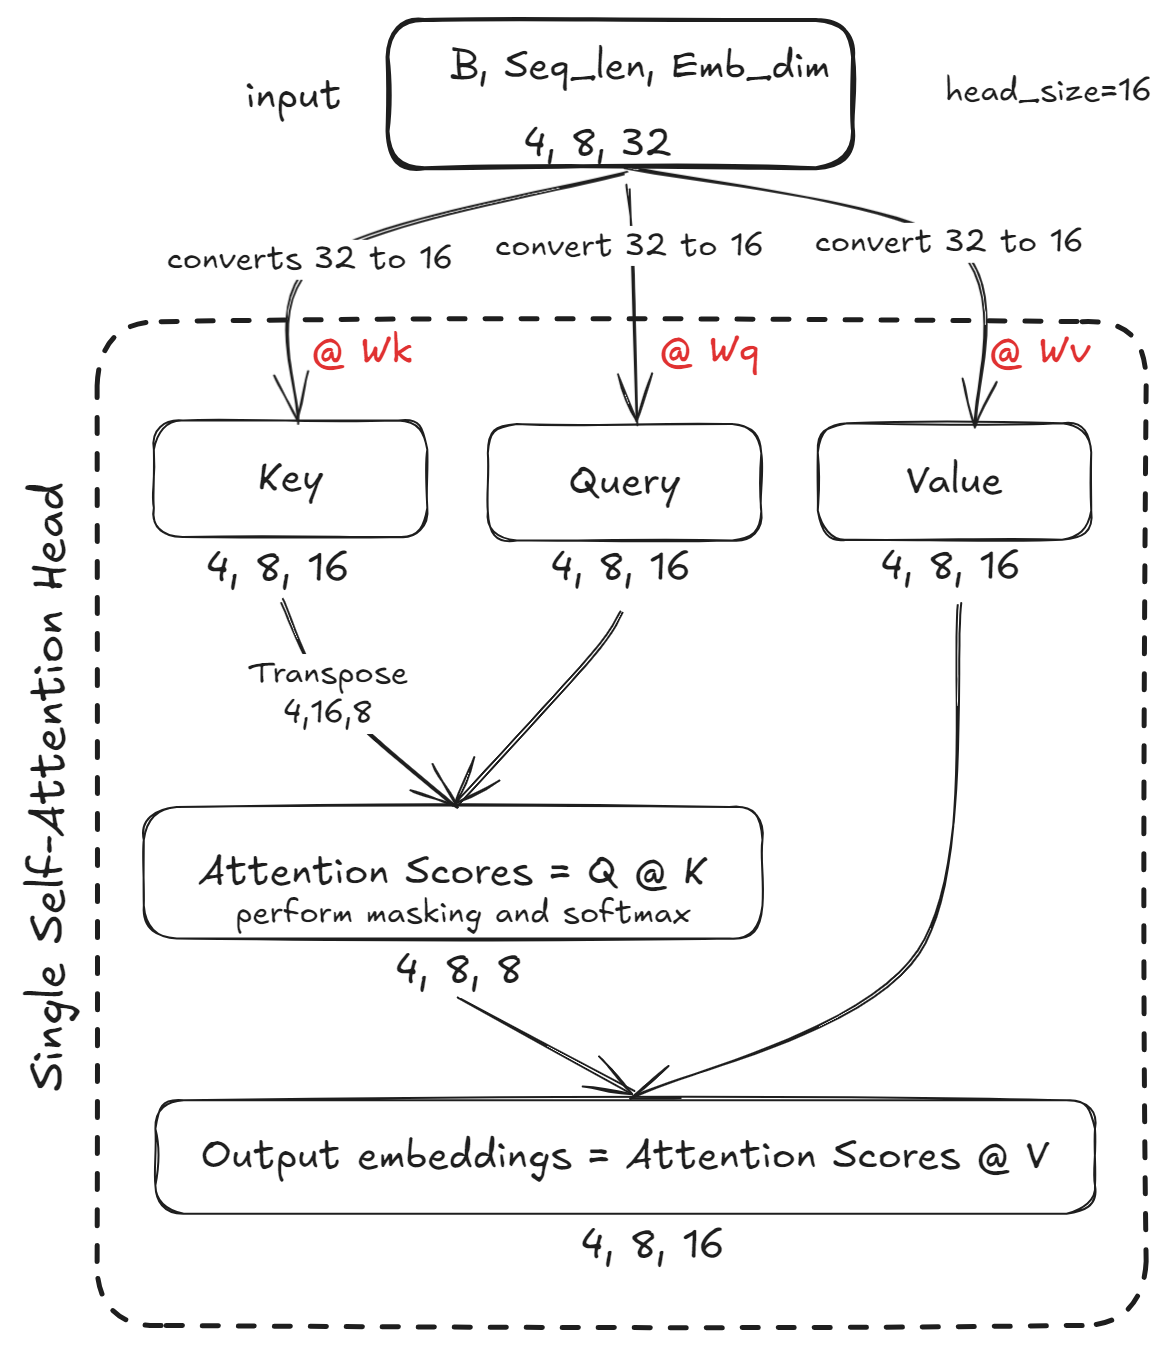 B, Seq_len, Emb_dim
input
head_size=16
4, 8, 32
converts 32 to 16
convert 32 to 16
convert 32 to 16
@ Wk
@ Wq
@ Wv
Key
Query
Value
4, 8, 16
4, 8, 16
4, 8, 16
Single Self-Attention Head
Transpose
4,16,8
Attention Scores = Q @ K
perform masking and softmax
4, 8, 8
Output embeddings = Attention Scores @ V
4, 8, 16